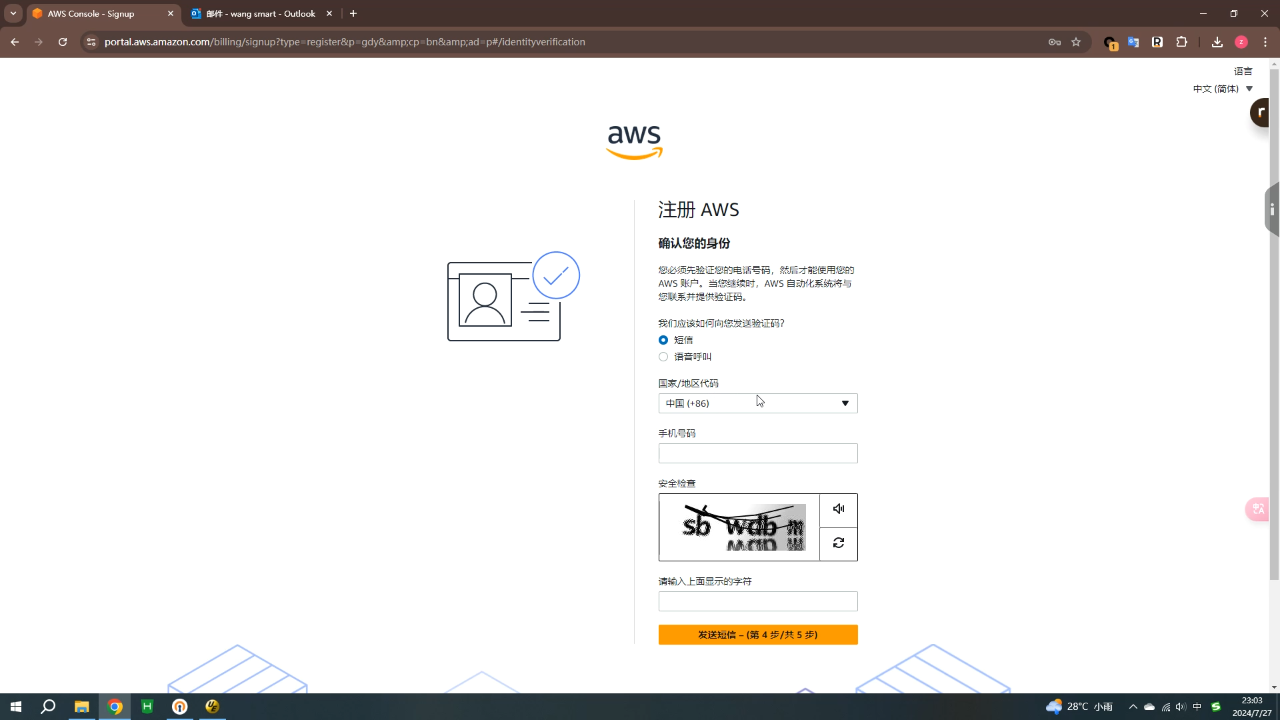 AWS Console - Signup
邮件 - wang smart - Outlook
portal.aws.amazon.com/billing/signup?type=register&p=gdy&amp;cp=bn&amp;ad=p#/identityverification
语言
中文 (简体)
aws
注册 AWS
确认您的身份
您必须先验证您的电话号码，然后才能使用您的
AWS 账户。当您继续时，AWS 自动化系统将与
您联系并提供验证码。
我们应该如何向您发送验证码？
短信
语音呼叫
国家/地区代码
中国 (+86)
手机号码
安全检查
请输入上面显示的字符
发送短信 – (第 4 步/共 5 步)
28°C 小雨
中
23:03
2024/7/27